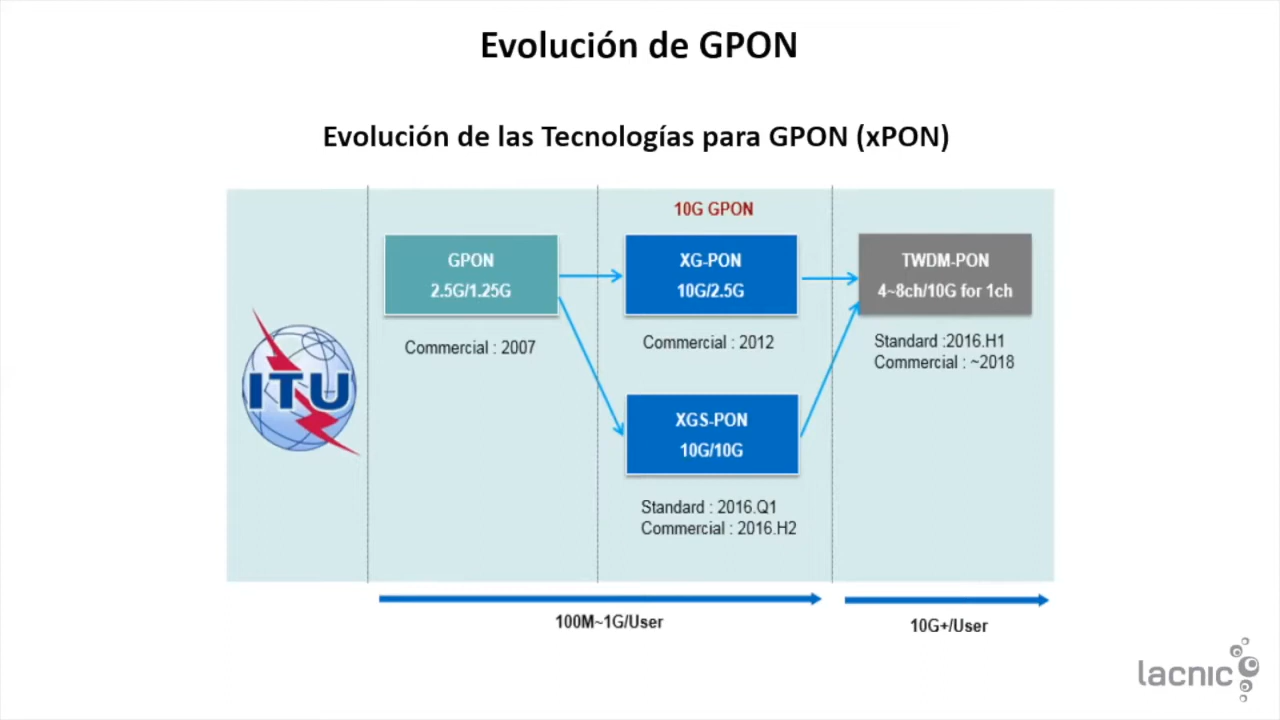 Evolución de GPON
Evolución de las Tecnologías para GPON (xPON)
10G GPON
GPON
2.5G/1.25G
Commercial : 2007
XG-PON
10G/2.5G
Commercial : 2012
TWDM-PON
4~8ch/10G for 1ch
Standard :2016.H1
Commercial : ~2018
ITU
XGS-PON
10G/10G
Standard : 2016.Q1
Commercial : 2016.H2
100M~1G/User
10G+/User
lacnic